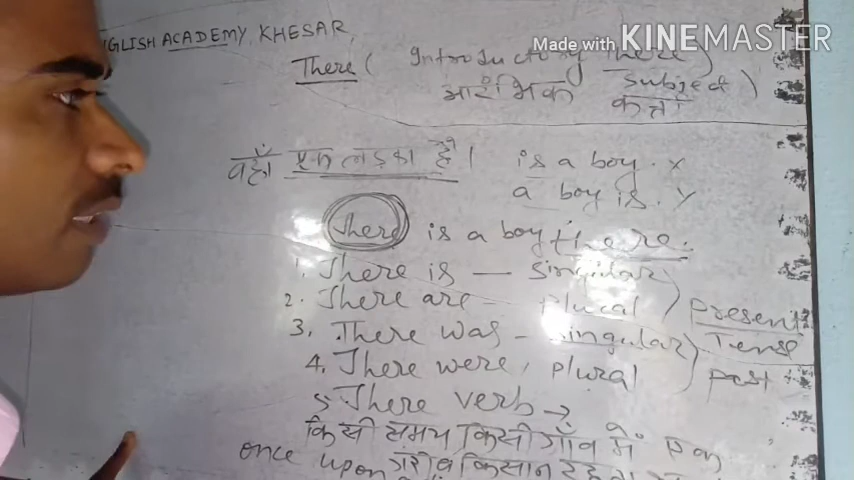 ENGLISH ACADEMY, KHESAR,
Made with KINEMASTER
There ( Introductory There )
आरंभिक Subject )
कर्त्ता
वहाँ एक लड़का है। is a boy. X
a boy is. X
There is a boy there.
1. There is — singular
2. There are plural ) Present
3. There was - singular Tense
4. There were, plural ) past
5. There verb →
किसी समय किसी गाँव में एक
once upon गरीब किसान